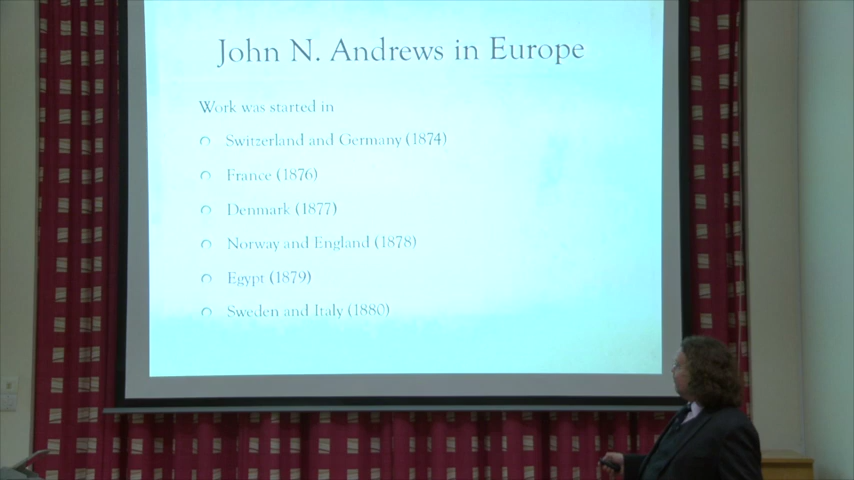 John N. Andrews in Europe
Work was started in
Switzerland and Germany (1874)
France (1876)
Denmark (1877)
Norway and England (1878)
Egypt (1879)
Sweden and Italy (1880)